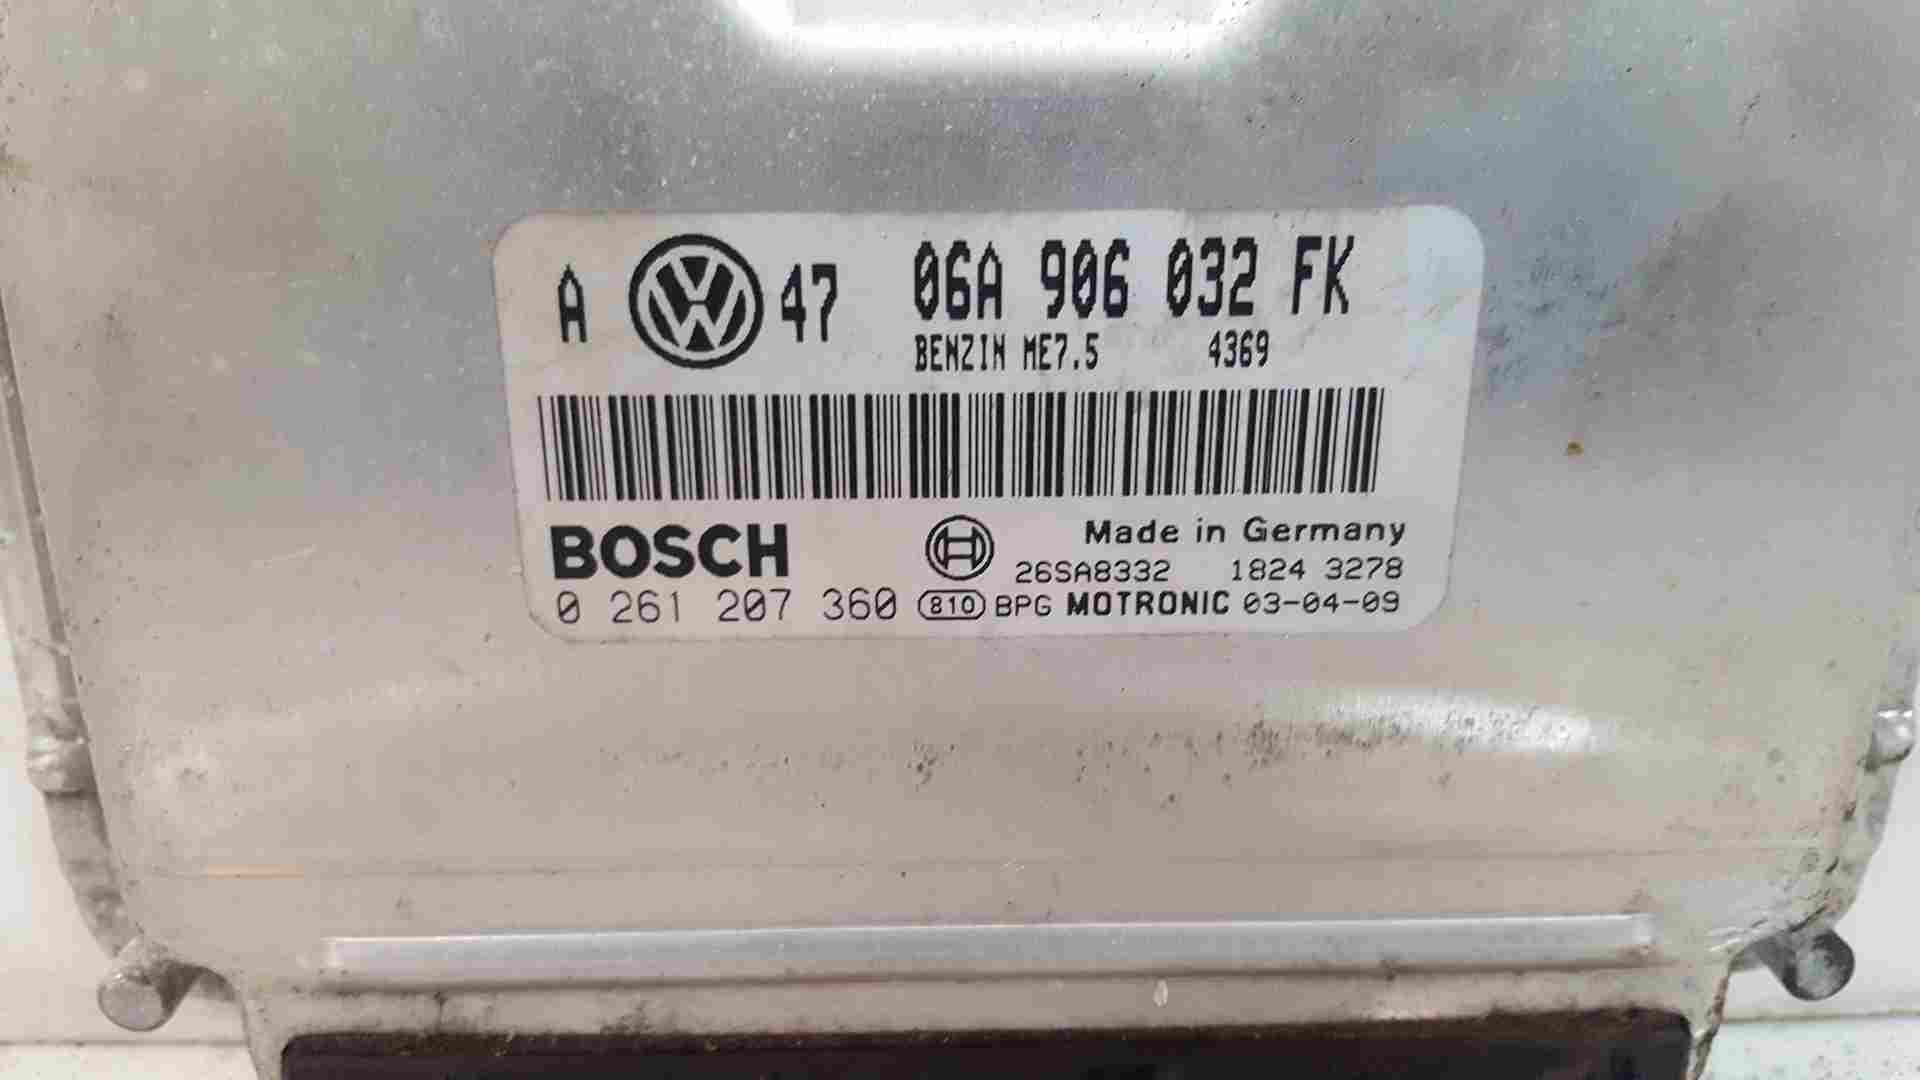 A VW 47 06A 906 032 FK
BENZIN ME7.5 4369
BOSCH
Made in Germany
26SA8332 1824 3278
0 261 207 360 810 BPG MOTRONIC 03-04-09